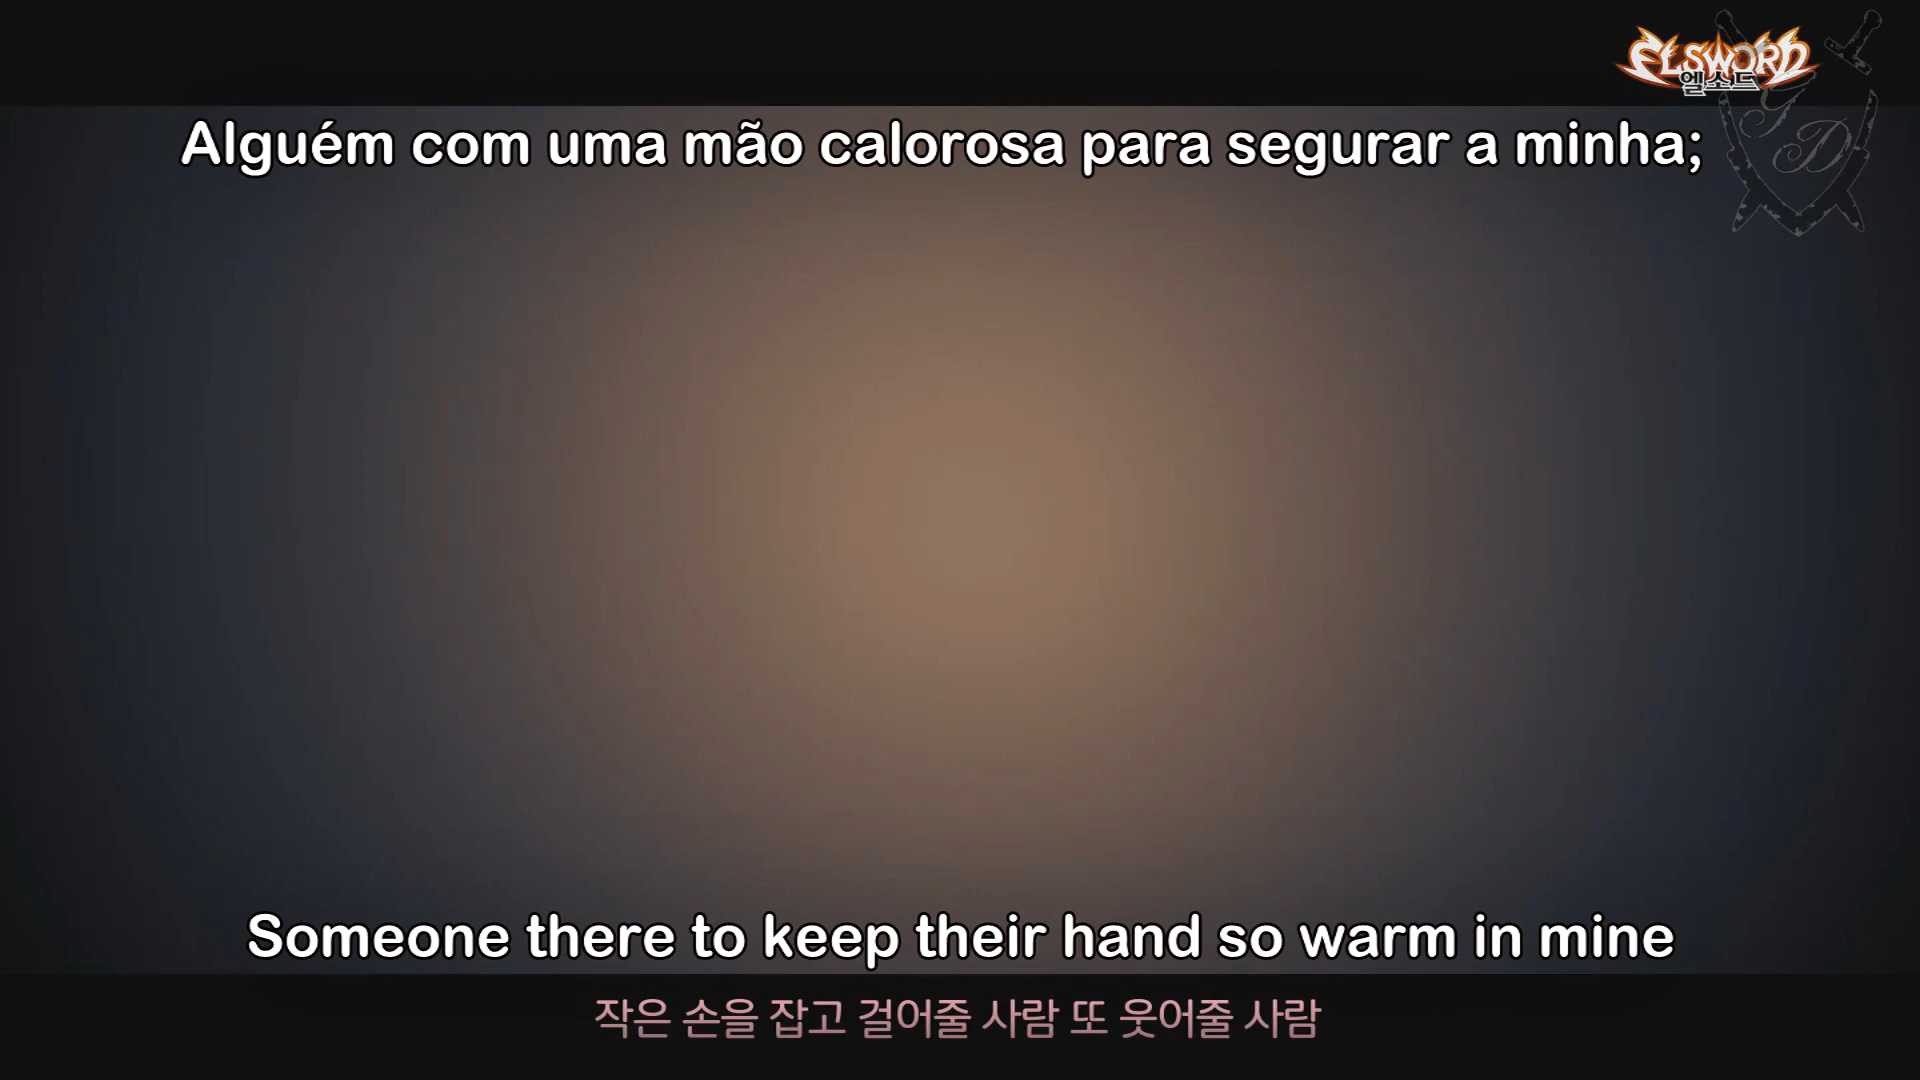 ELSWORD
엘소드
Alguém com uma mão calorosa para segurar a minha;
GD
Someone there to keep their hand so warm in mine
작은 손을 잡고 걸어줄 사람 또 웃어줄 사람